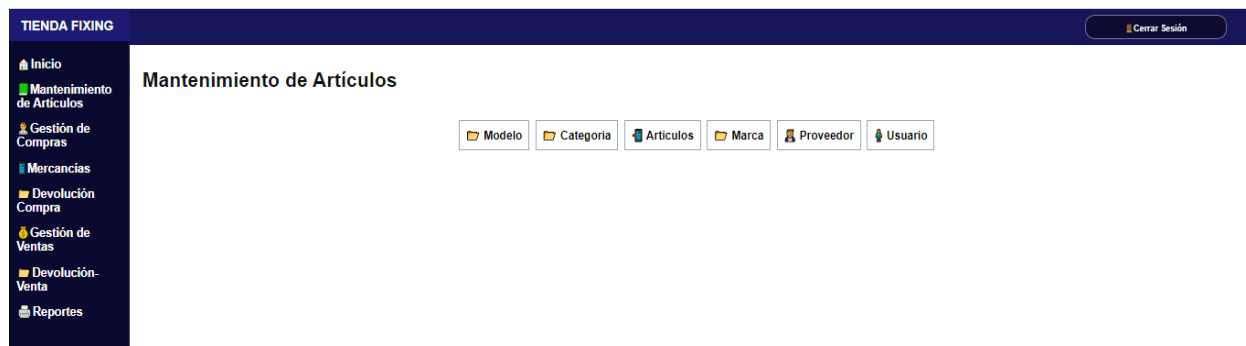 TIENDA FIXING
Cerrar Sesión
Inicio
Mantenimiento
de Artículos
Gestión de
Compras
Mercancías
Devolución
Compra
Gestión de
Ventas
Devolución-
Venta
Reportes
Mantenimiento de Artículos
Modelo
Categoria
Articulos
Marca
Proveedor
Usuario